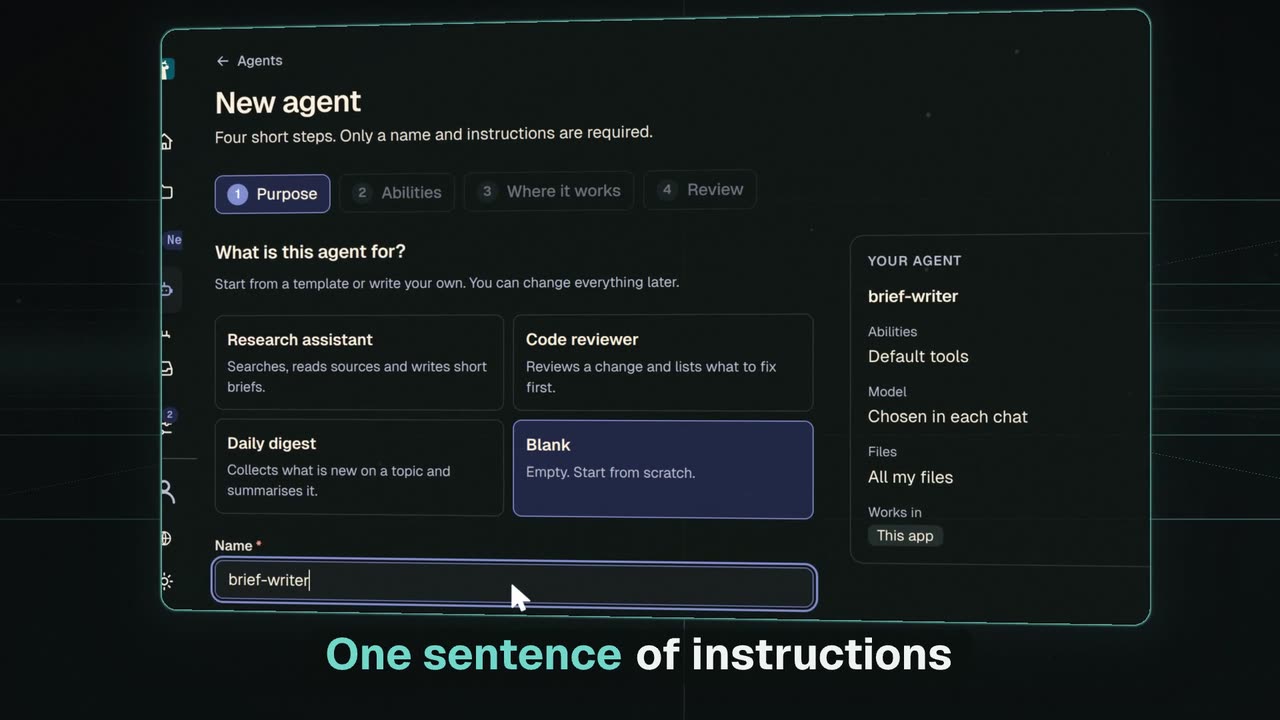 ← Agents
New agent
Four short steps. Only a name and instructions are required.
1 Purpose
2 Abilities
3 Where it works
4 Review
Ne
2
What is this agent for?
Start from a template or write your own. You can change everything later.
Research assistant
Searches, reads sources and writes short
briefs.
Code reviewer
Reviews a change and lists what to fix
first.
Daily digest
Collects what is new on a topic and
summarises it.
Blank
Empty. Start from scratch.
Name *
brief-writer
YOUR AGENT
brief-writer
Abilities
Default tools
Model
Chosen in each chat
Files
All my files
Works in
This app
One sentence of instructions